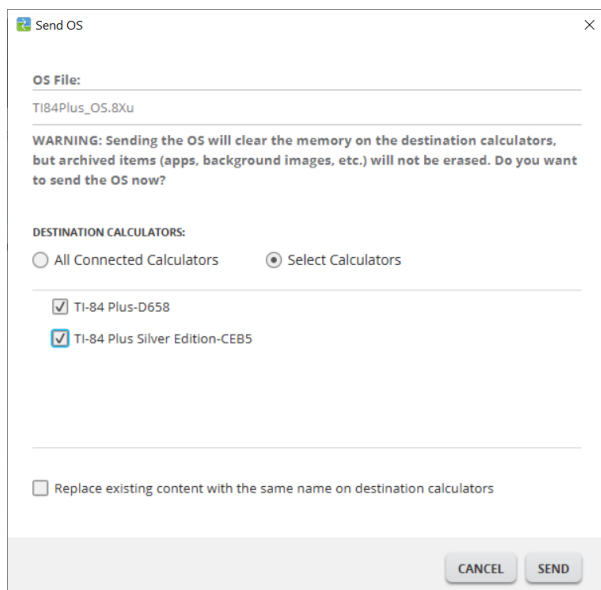 Send OS
OS File:
TI84Plus_OS.8Xu
WARNING: Sending the OS will clear the memory on the destination calculators,
but archived items (apps, background images, etc.) will not be erased. Do you want
to send the OS now?
DESTINATION CALCULATORS:
All Connected Calculators Select Calculators
TI-84 Plus-D658
TI-84 Plus Silver Edition-CEB5
Replace existing content with the same name on destination calculators
CANCEL SEND